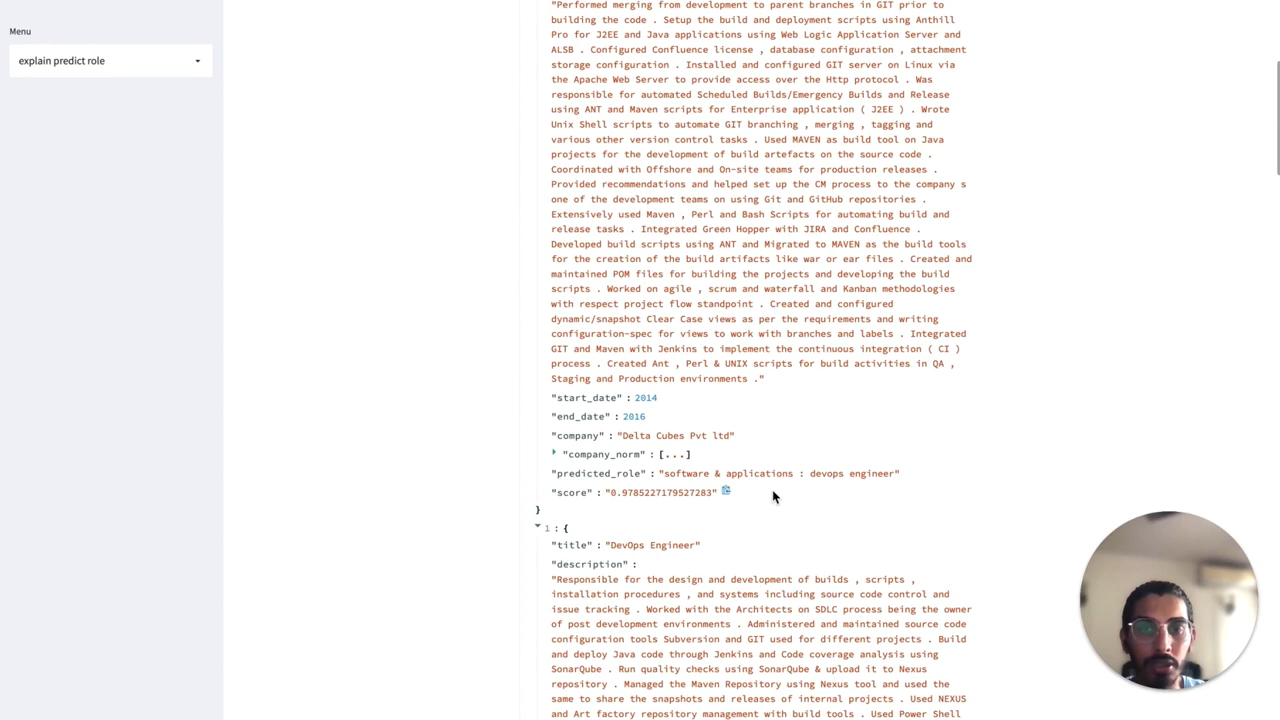 Menu
explain predict role
"Performed merging from development to parent branches in GIT prior to
building the code . Setup the build and deployment scripts using Anthill
Pro for J2EE and Java applications using Web Logic Application Server and
ALSB . Configured Confluence license , database configuration , attachment
storage configuration . Installed and configured GIT server on Linux via
the Apache Web Server to provide access over the Http protocol . Was
responsible for automated Scheduled Builds/Emergency Builds and Release
using ANT and Maven scripts for Enterprise application ( J2EE ) . Wrote
Unix Shell scripts to automate GIT branching , merging , tagging and
various other version control tasks . Used MAVEN as build tool on Java
projects for the development of build artefacts on the source code .
Coordinated with Offshore and On-site teams for production releases .
Provided recommendations and helped set up the CM process to the company s
one of the development teams on using Git and GitHub repositories .
Extensively used Maven , Perl and Bash Scripts for automating build and
release tasks . Integrated Green Hopper with JIRA and Confluence .
Developed build scripts using ANT and Migrated to MAVEN as the build tools
for the creation of the build artifacts like war or ear files . Created and
maintained POM files for building the projects and developing the build
scripts . Worked on agile , scrum and waterfall and Kanban methodologies
with respect project flow standpoint . Created and configured
dynamic/snapshot Clear Case views as per the requirements and writing
configuration-spec for views to work with branches and labels . Integrated
GIT and Maven with Jenkins to implement the continuous integration ( CI )
process . Created Ant , Perl & UNIX scripts for build activities in QA ,
Staging and Production environments ."
"start_date" : 2014
"end_date" : 2016
"company" : "Delta Cubes Pvt ltd"
"company_norm" : [...]
"predicted_role" : "software & applications : devops engineer"
"score" : "0.9785227179527283"
}
1 : {
"title" : "DevOps Engineer"
"description" :
"Responsible for the design and development of builds , scripts ,
installation procedures , and systems including source code control and
issue tracking . Worked with the Architects on SDLC process being the owner
of post development environments . Administered and maintained source code
configuration tools Subversion and GIT used for different projects . Build
and deploy Java code through Jenkins and Code coverage analysis using
SonarQube . Run quality checks using SonarQube & upload it to Nexus
repository . Managed the Maven Repository using Nexus tool and used the
same to share the snapshots and releases of internal projects . Used NEXUS
and Art factory repository management with build tools . Used Power Shell